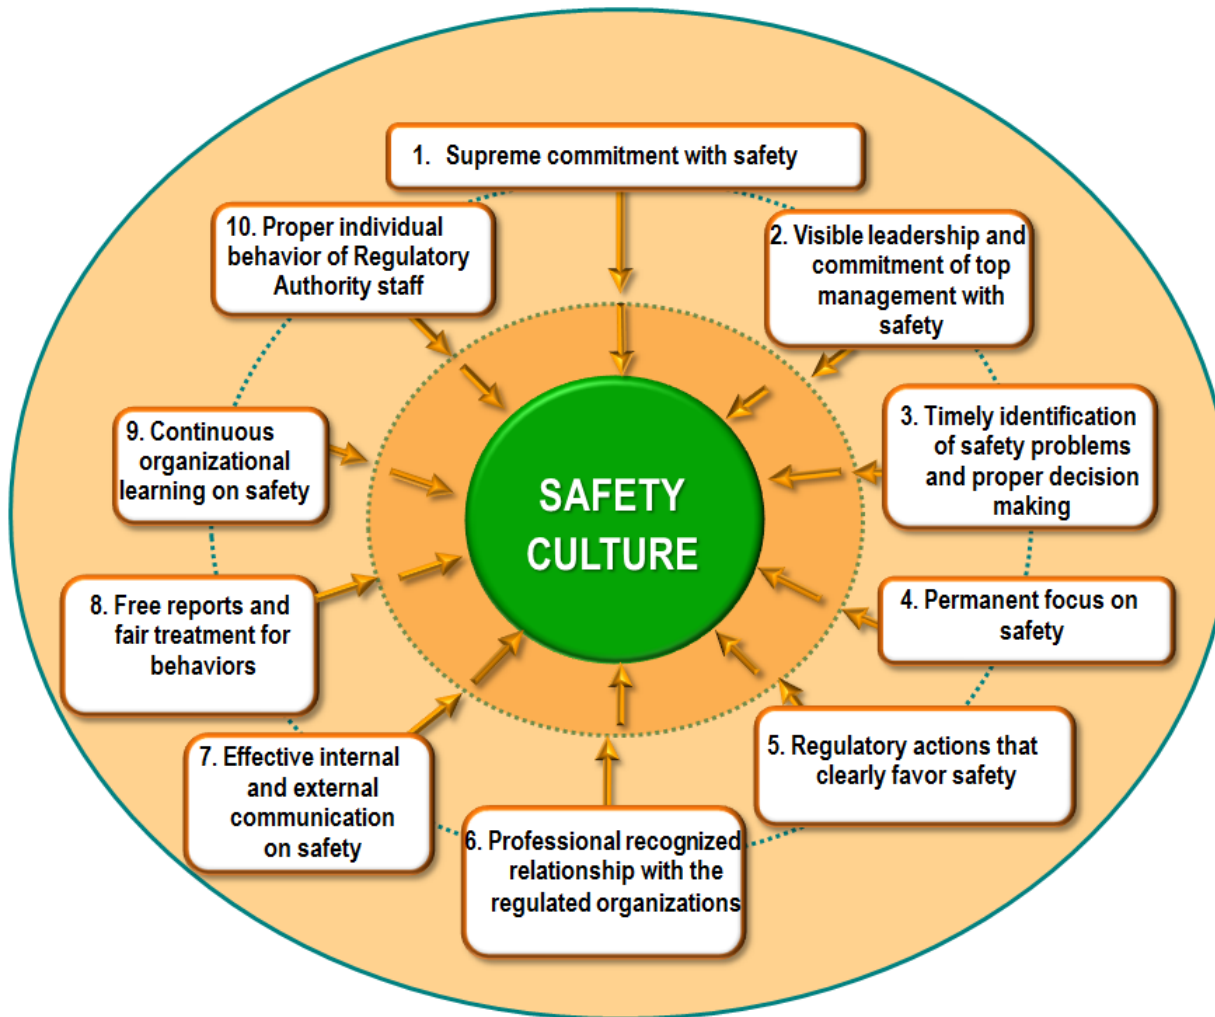 1. Supreme commitment with safety
10. Proper individual
behavior of Regulatory
Authority staff
2. Visible leadership and
commitment of top
management with
safety
9. Continuous
organizational
learning on safety
3. Timely identification
of safety problems
and proper decision
making
SAFETY
CULTURE
8. Free reports and
fair treatment for
behaviors
4. Permanent focus on
safety
7. Effective internal
and external
communication
on safety
6. Professional recognized
relationship with the
regulated organizations
5. Regulatory actions that
clearly favor safety